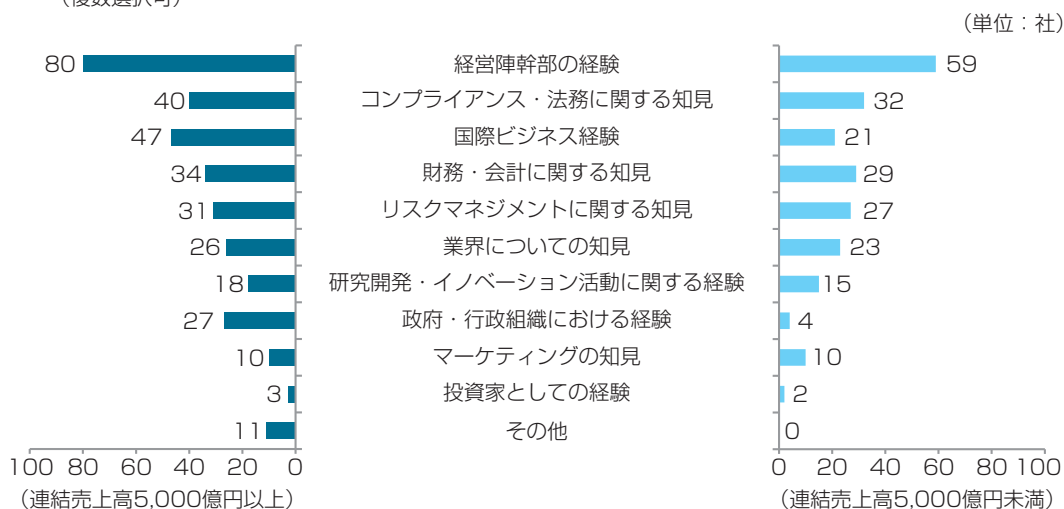 （複数選択可）
（単位：社）
80 経営陣幹部の経験 59
40 コンプライアンス・法務に関する知見 32
47 国際ビジネス経験 21
34 財務・会計に関する知見 29
31 リスクマネジメントに関する知見 27
26 業界についての知見 23
18 研究開発・イノベーション活動に関する経験 15
27 政府・行政組織における経験 4
10 マーケティングの知見 10
3 投資家としての経験 2
11 その他 0
100 80 60 40 20 0 0 20 40 60 80 100
（連結売上高5,000億円以上） （連結売上高5,000億円未満）